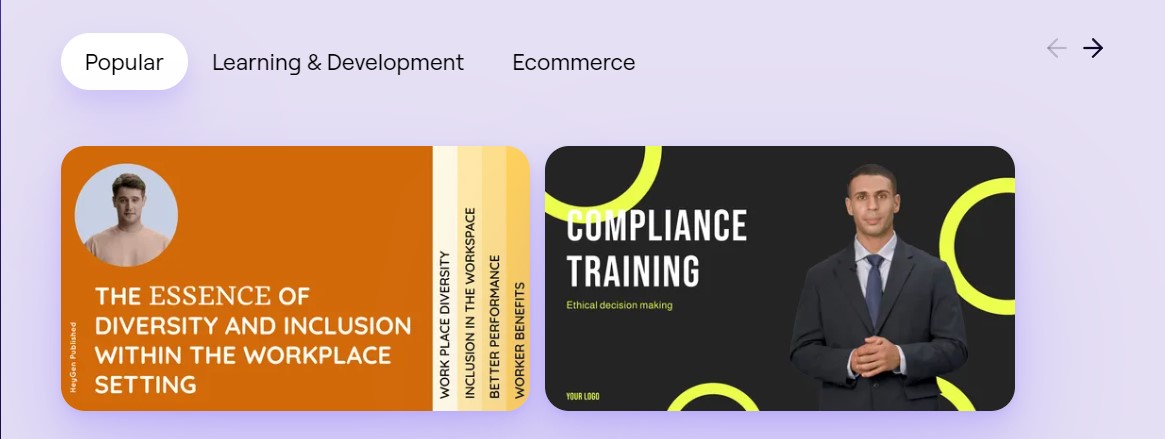 Popular
Learning & Development
Ecommerce
THE ESSENCE OF
DIVERSITY AND INCLUSION
WITHIN THE WORKPLACE
SETTING
HeyGen Published
WORK PLACE DIVERSITY
INCLUSION IN THE WORKSPACE
BETTER PERFORMANCE
WORKER BENEFITS
COMPLIANCE
TRAINING
Ethical decision making
YOUR LOGO